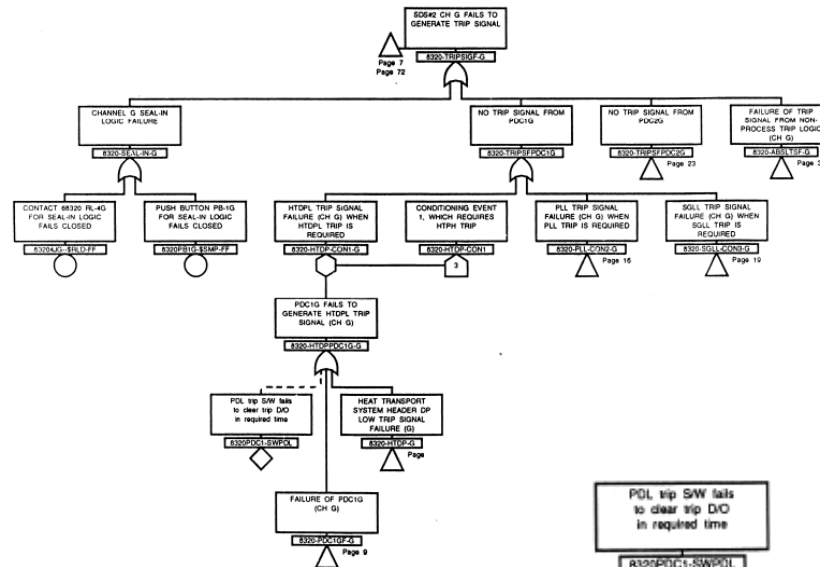 SDS#2 CH G FAILS TO
GENERATE TRIP SIGNAL
8320-TRIPSIGF-G
Page 7
Page 72
CHANNEL G SEAL-IN
LOGIC FAILURE
8320-SEAL-IN-G
NO TRIP SIGNAL FROM
PDC1G
8320-TRIPSFPDC1G
NO TRIP SIGNAL FROM
PDC2G
8320-TRIPSFPDC2G
Page 23
FAILURE OF TRIP
SIGNAL FROM NON-
PROCESS TRIP LOGIC
(CH G)
8320-ABSLTSF-G
Page 3
CONTACT 68320 RL-4G
FOR SEAL-IN LOGIC
FAILS CLOSED
PUSH BUTTON PB-1G
FOR SEAL-IN LOGIC
FAILS CLOSED
8320PB1G-$SMP-FF
HTDPL TRIP SIGNAL
FAILURE (CH G) WHEN
HTDPL TRIP IS
REQUIRED
8320-HTDP-CON1-G
CONDITIONING EVENT
1, WHICH REQUIRES
HTPH TRIP
8320-HTDP-CON1
3
PLL TRIP SIGNAL
FAILURE (CH G) WHEN
PLL TRIP IS REQUIRED
8320-PLL-CON2-G
Page 16
SGLL TRIP SIGNAL
FAILURE (CH G) WHEN
SGLL TRIP IS
REQUIRED
8320-SGLL-CON3-G
Page 19
PDC1G FAILS TO
GENERATE HTDPL TRIP
SIGNAL (CH G)
8320-HTDPPDC1G-G
PDL trip S/W fails
to clear trip D/O
in required time
8320PDC1-SWPDL
HEAT TRANSPORT
SYSTEM HEADER DP
LOW TRIP SIGNAL
FAILURE (G)
8320-HTDP-G
Page
FAILURE OF PDC1G
(CH G)
8320-PDC1GF-G
Page 9
PDL trip S/W fails
to clear trip D/O
in required time
8320PDC1-SWPDL